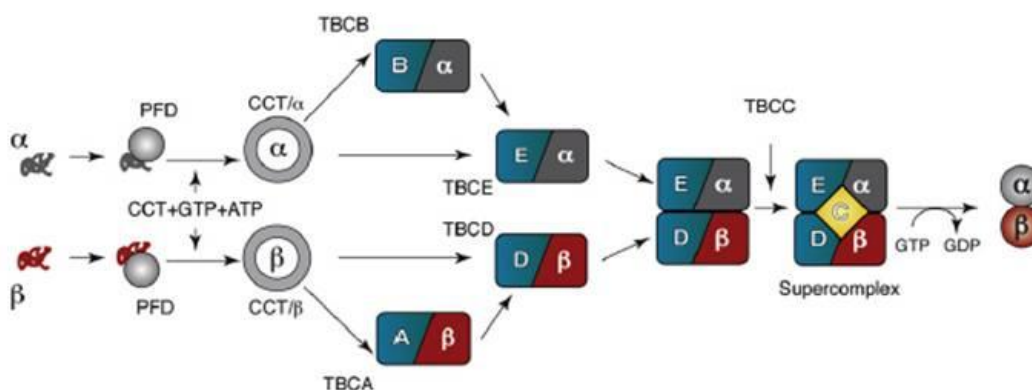 TBCB
B α
PFD
CCT/α
TBCC
α
α
E α
E α
E α
C
α
TBCE
CCT+GTP+ATP
TBCD
β
β
D β
D β
D β
β
GTP GDP
PFD
CCT/β
Supercomplex
A β
TBCA